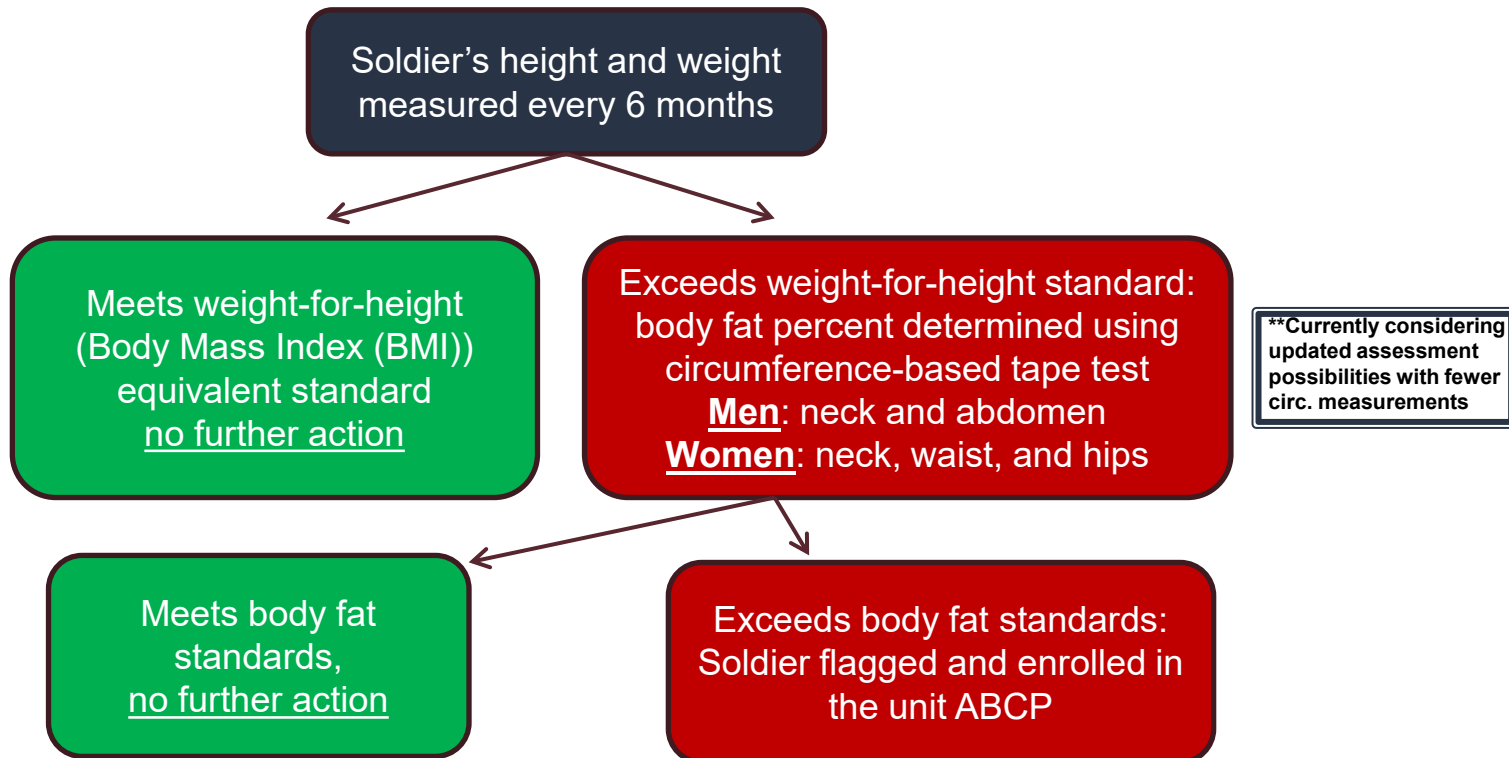 Soldier’s height and weight
measured every 6 months
Meets weight-for-height
(Body Mass Index (BMI))
equivalent standard
no further action
Exceeds weight-for-height standard:
body fat percent determined using
circumference-based tape test
Men: neck and abdomen
Women: neck, waist, and hips
**Currently considering
updated assessment
possibilities with fewer
circ. measurements
Meets body fat
standards,
no further action
Exceeds body fat standards:
Soldier flagged and enrolled in
the unit ABCP